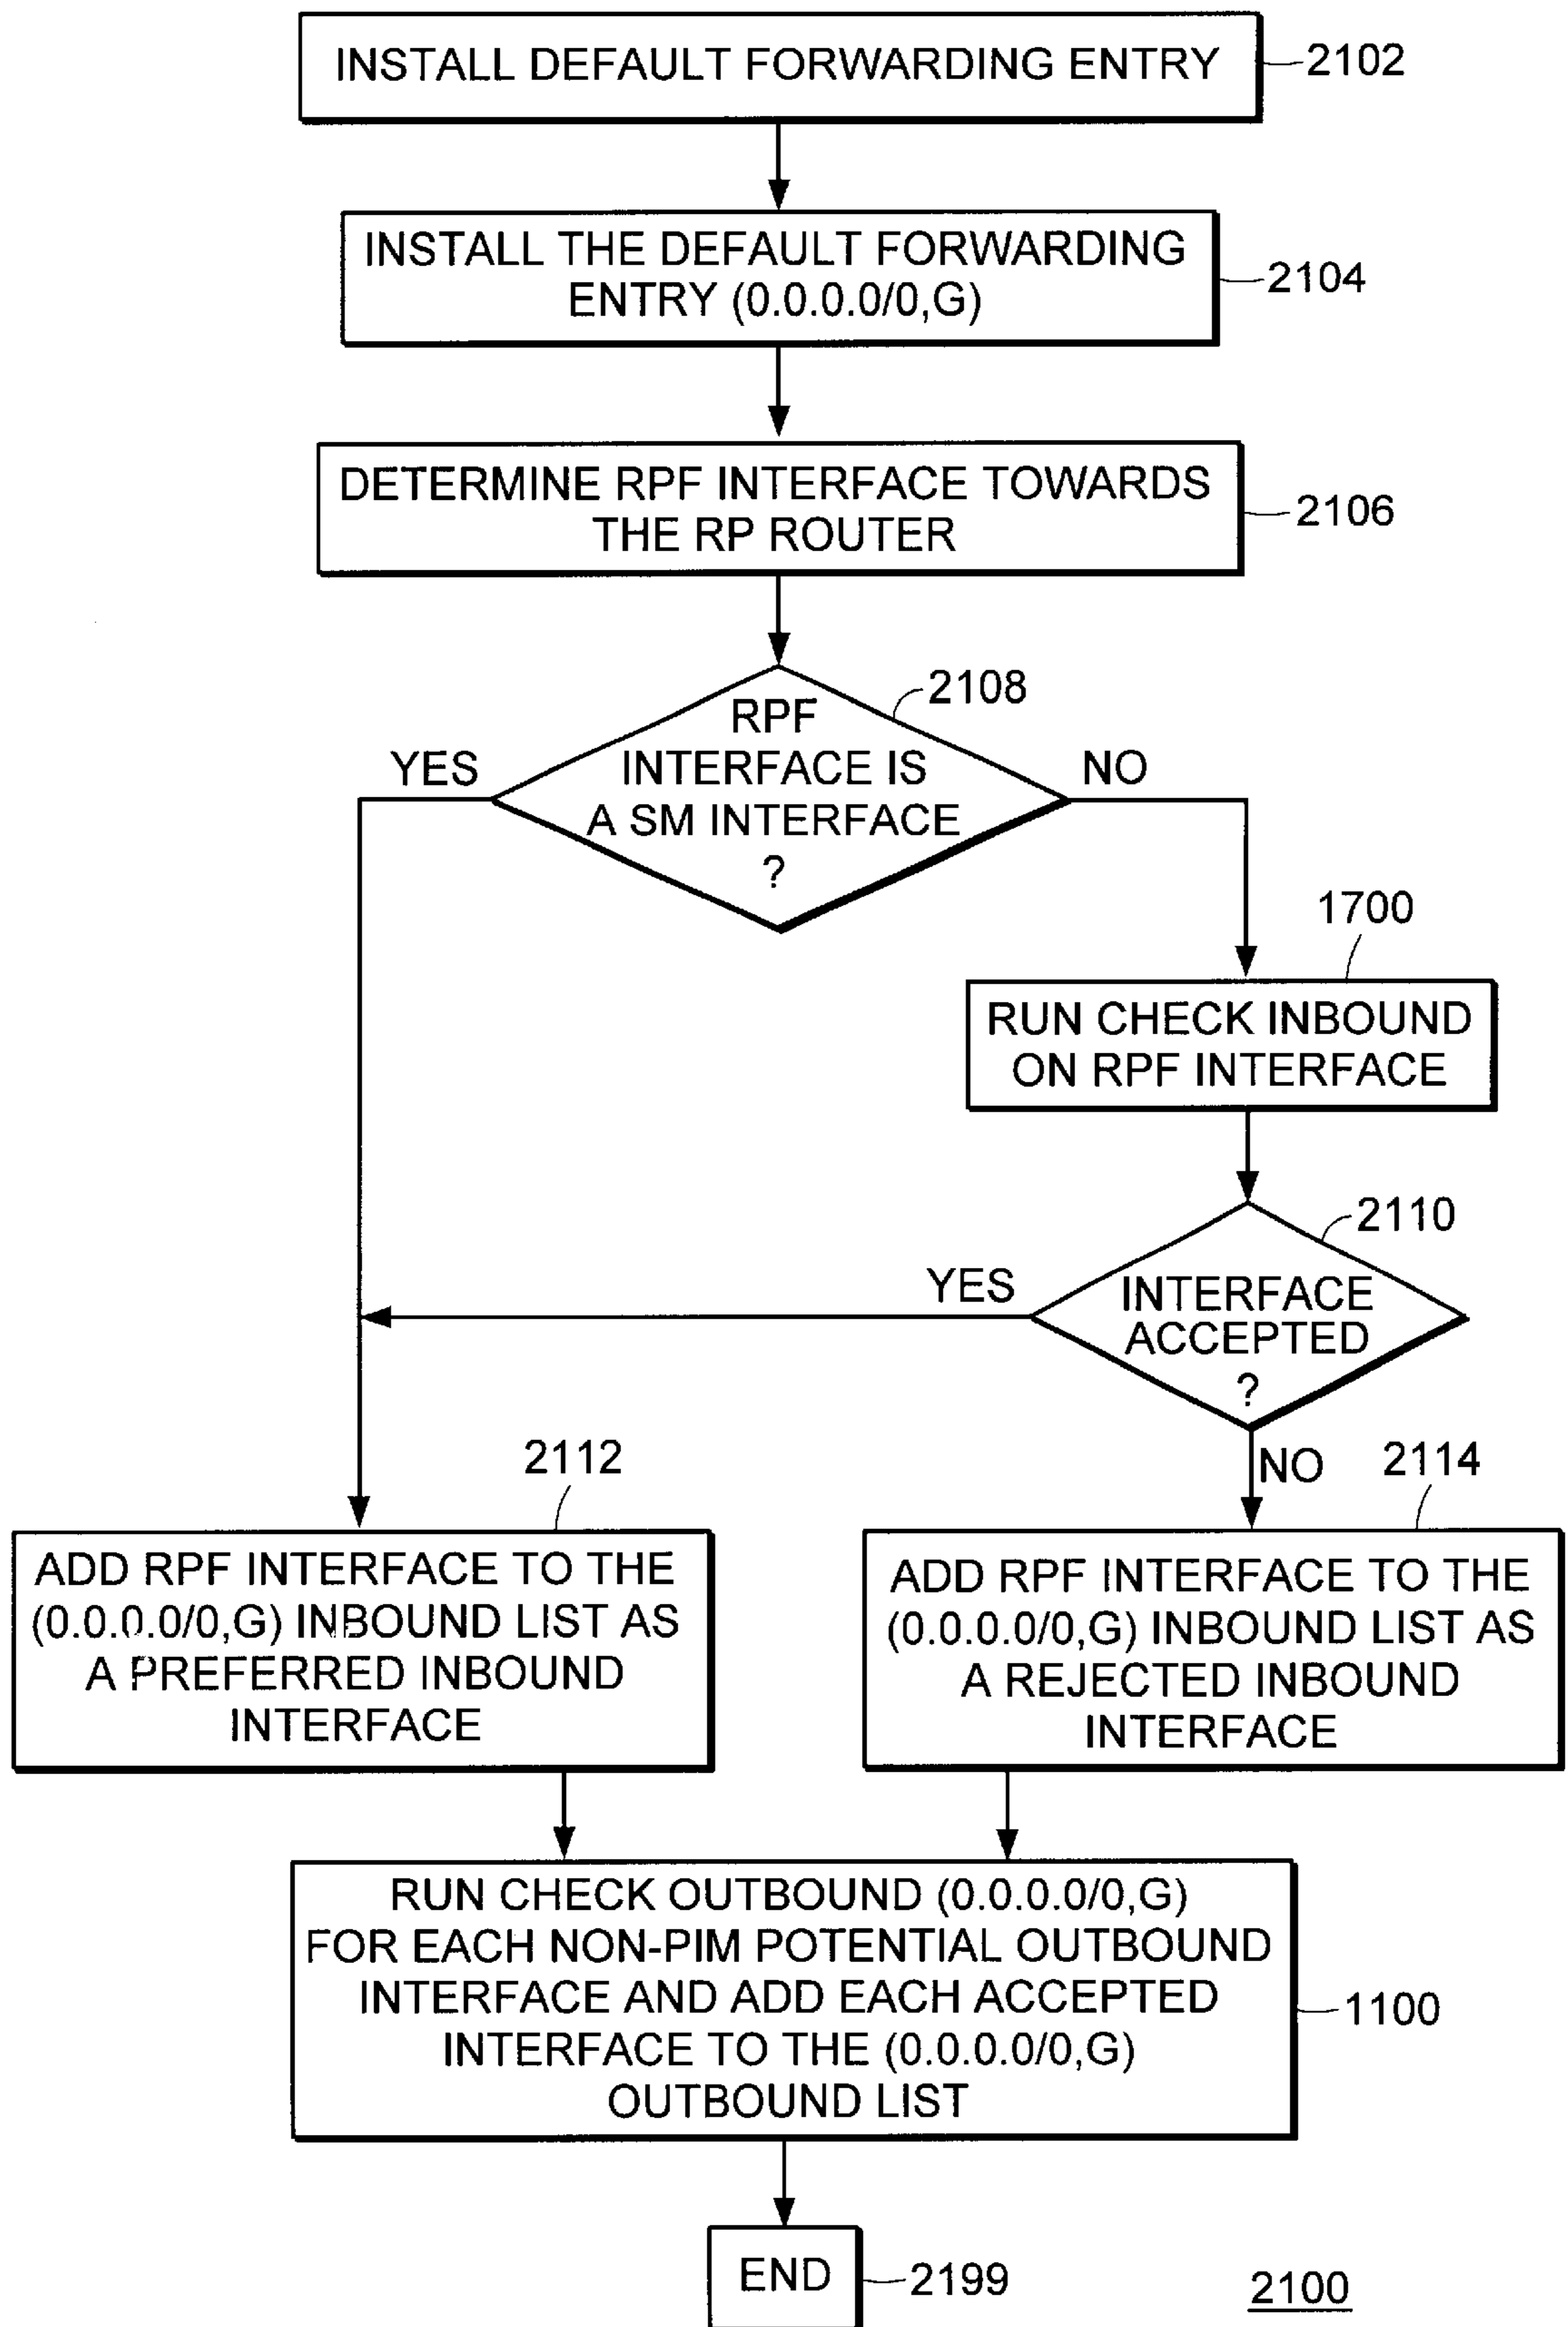 INSTALL DEFAULT FORWARDING ENTRY
2102
INSTALL THE DEFAULT FORWARDING
ENTRY (0.0.0.0/0,G)
2104
DETERMINE RPF INTERFACE TOWARDS
THE RP ROUTER
2106
2108
RPF
INTERFACE IS
A SM INTERFACE
?
YES
NO
1700
RUN CHECK INBOUND
ON RPF INTERFACE
2110
INTERFACE
ACCEPTED
?
YES
NO
2112
2114
ADD RPF INTERFACE TO THE
(0.0.0.0/0,G) INBOUND LIST AS
A PREFERRED INBOUND
INTERFACE
ADD RPF INTERFACE TO THE
(0.0.0.0/0,G) INBOUND LIST AS
A REJECTED INBOUND
INTERFACE
RUN CHECK OUTBOUND (0.0.0.0/0,G)
FOR EACH NON-PIM POTENTIAL OUTBOUND
INTERFACE AND ADD EACH ACCEPTED
INTERFACE TO THE (0.0.0.0/0,G)
OUTBOUND LIST
1100
END
2199
2100